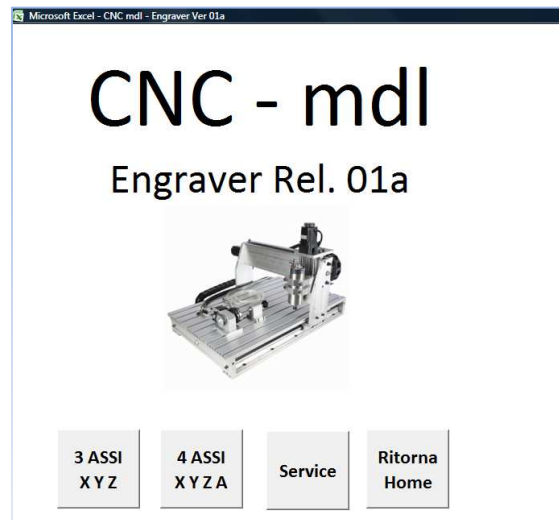 Microsoft Excel - CNC mdl - Engraver Ver 01a
CNC - mdl
Engraver Rel. 01a
3 ASSI
X Y Z
4 ASSI
X Y Z A
Service
Ritorna
Home